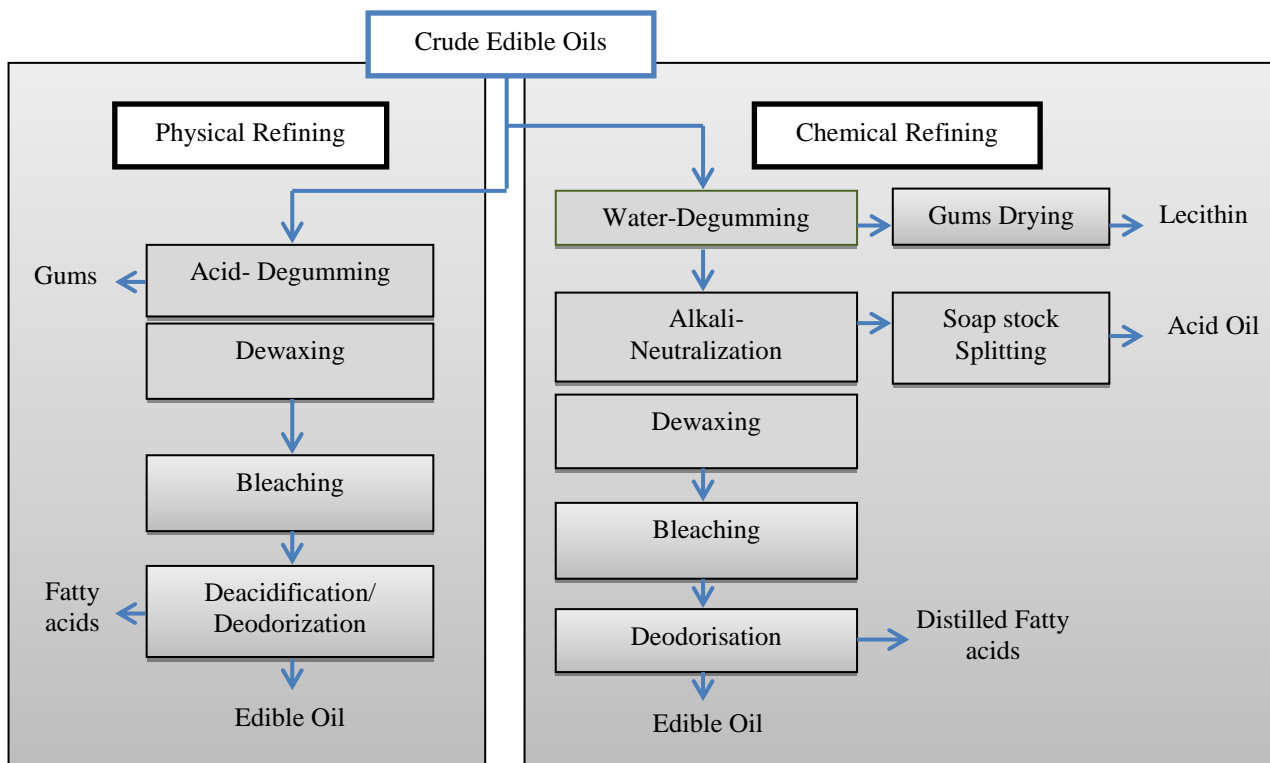 Crude Edible Oils
Physical Refining
Acid- Degumming
Gums
Dewaxing
Bleaching
Fatty
acids
Deacidification/
Deodorization
Edible Oil
Chemical Refining
Water-Degumming
Gums Drying
Lecithin
Alkali-
Neutralization
Soap stock
Splitting
Acid Oil
Dewaxing
Bleaching
Deodorisation
Distilled Fatty
acids
Edible Oil